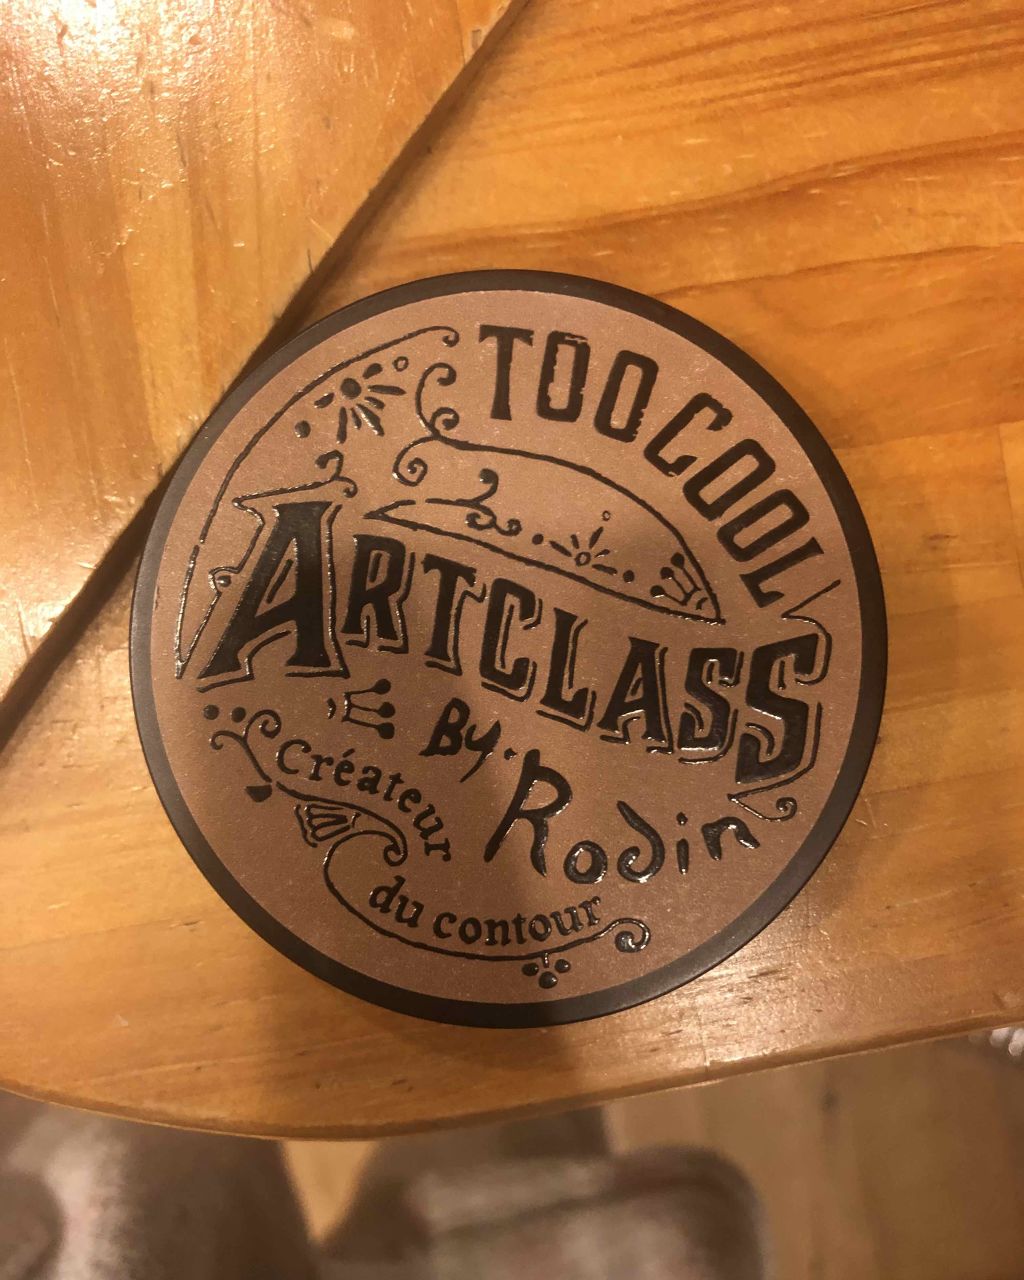 TOO COOL
ARTCLASS
By. Rodin
Créateur
du contour